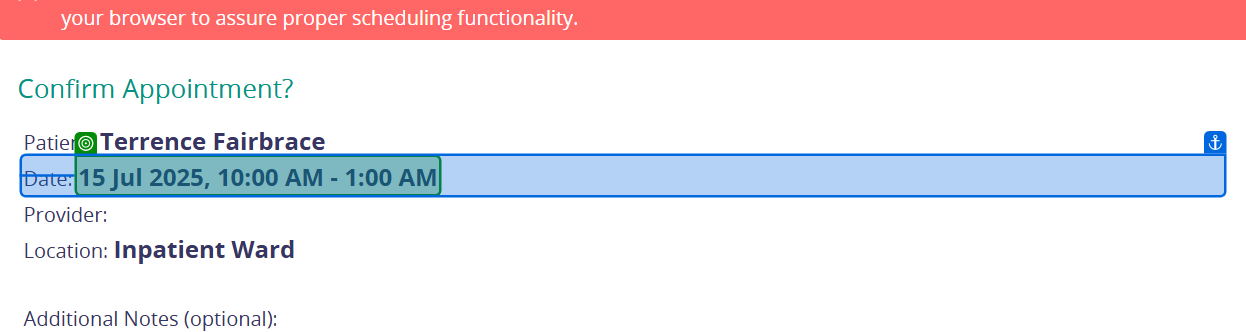 your browser to assure proper scheduling functionality.
Confirm Appointment?
Patien Terrence Fairbrace
Date: 15 Jul 2025, 10:00 AM - 1:00 AM
Provider:
Location: Inpatient Ward
Additional Notes (optional):